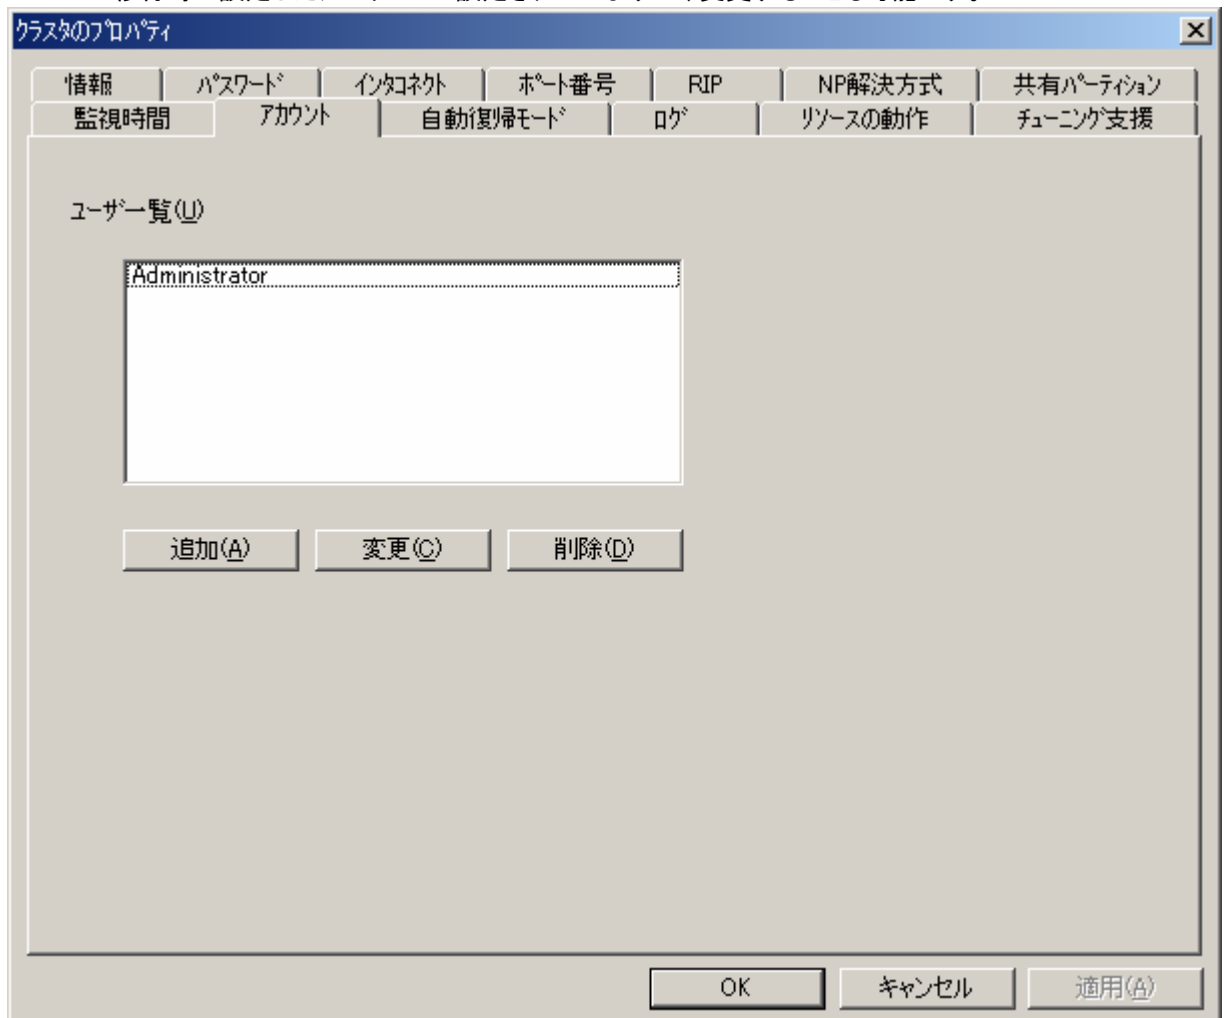 クラスタのプロパティ
情報 パスワード インタコネクト ポート番号 RIP NP解決方式 共有パーティション
監視時間 アカウント 自動復帰モード ログ リソースの動作 チューニング支援
ユーザ一覧(U)
Administrator
追加(A) 変更(C) 削除(D)
OK キャンセル 適用(A)